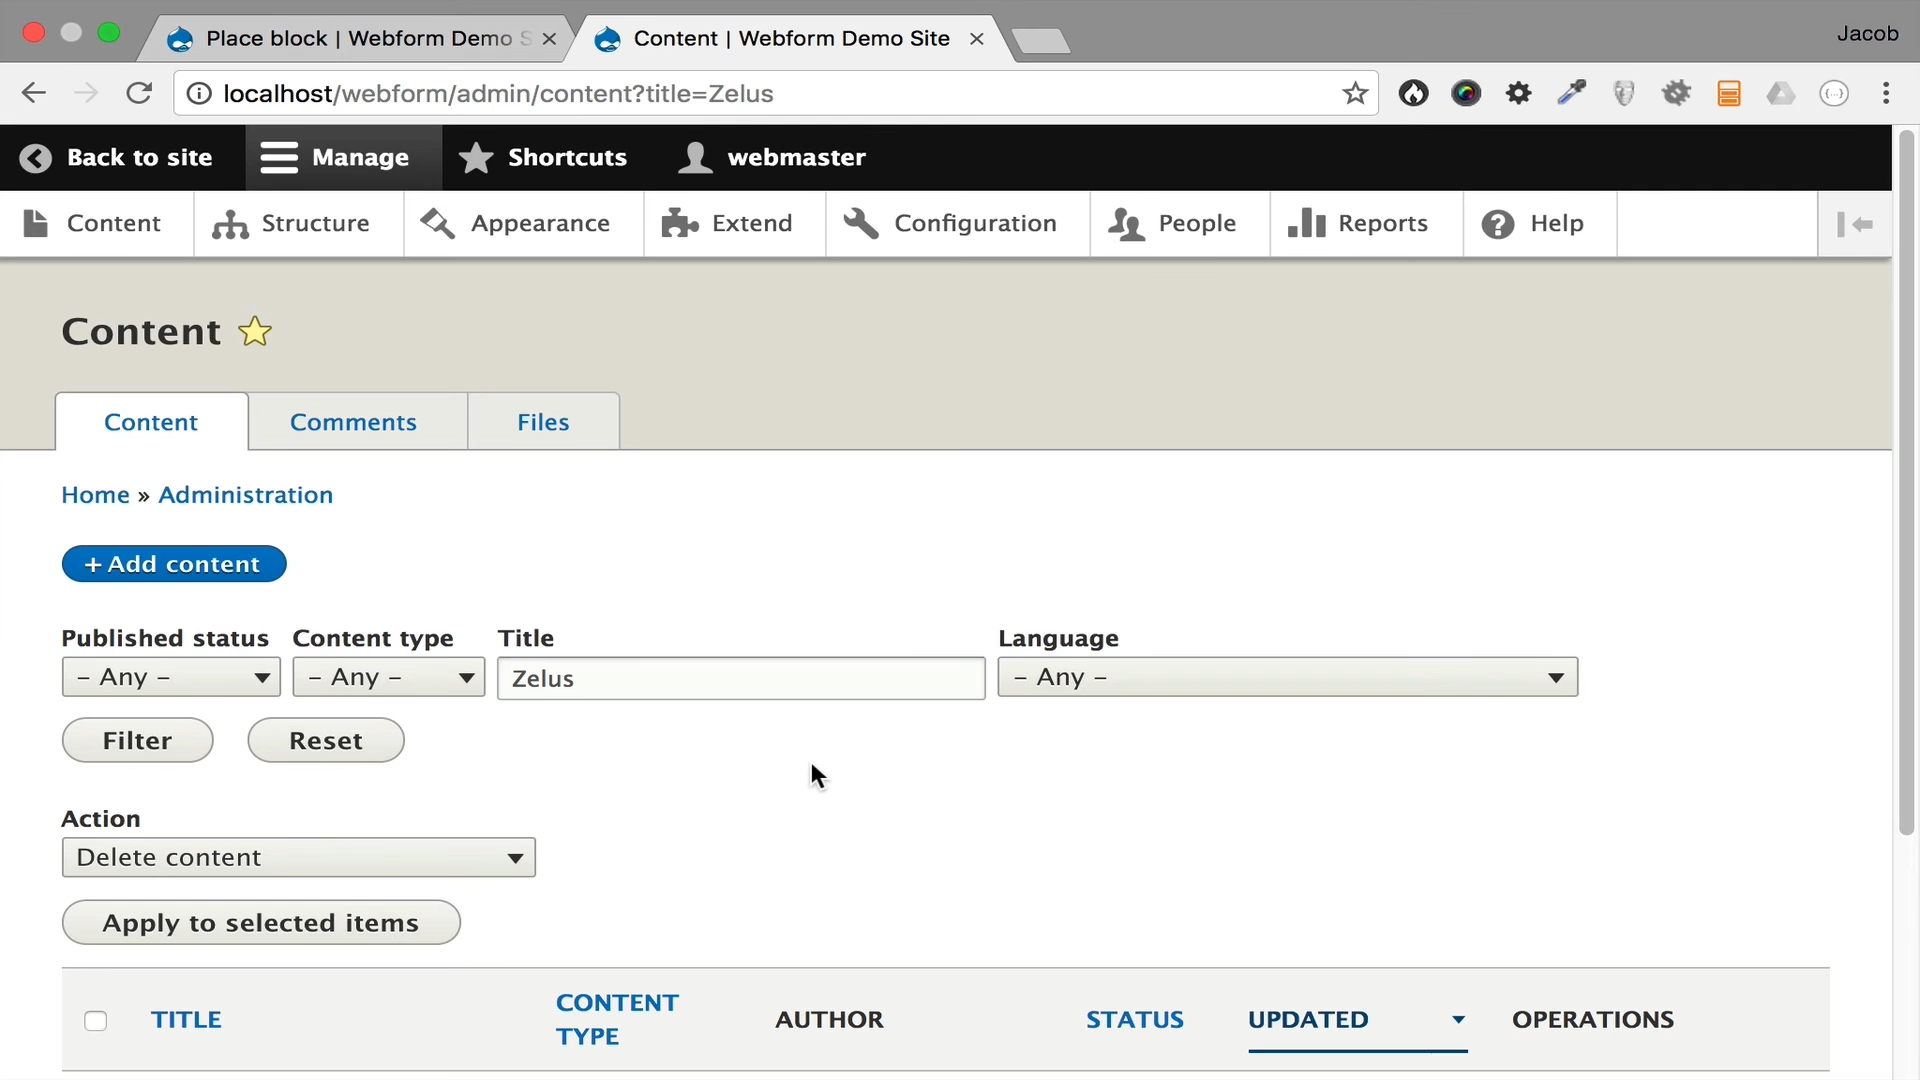 Place block | Webform Demo S
Content | Webform Demo Site
Jacob
localhost/webform/admin/content?title=Zelus
Back to site
Manage
Shortcuts
webmaster
Content
Structure
Appearance
Extend
Configuration
People
Reports
Help
Content
Content
Comments
Files
Home » Administration
+ Add content
Published status
Content type
Title
Language
– Any –
– Any –
Zelus
– Any –
Filter
Reset
Action
Delete content
Apply to selected items
TITLE
CONTENT
TYPE
AUTHOR
STATUS
UPDATED
OPERATIONS